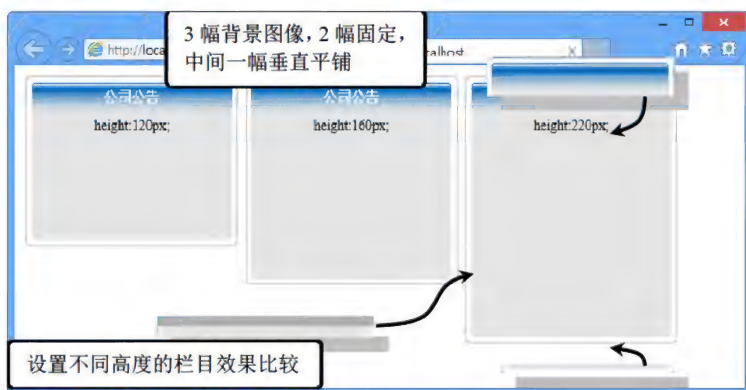 3 幅背景图像，2 幅固定，
中间一幅垂直平铺
http://loca
alhost
公司公告
公司公告
height:120px;
height:160px;
height:220px;
设置不同高度的栏目效果比较